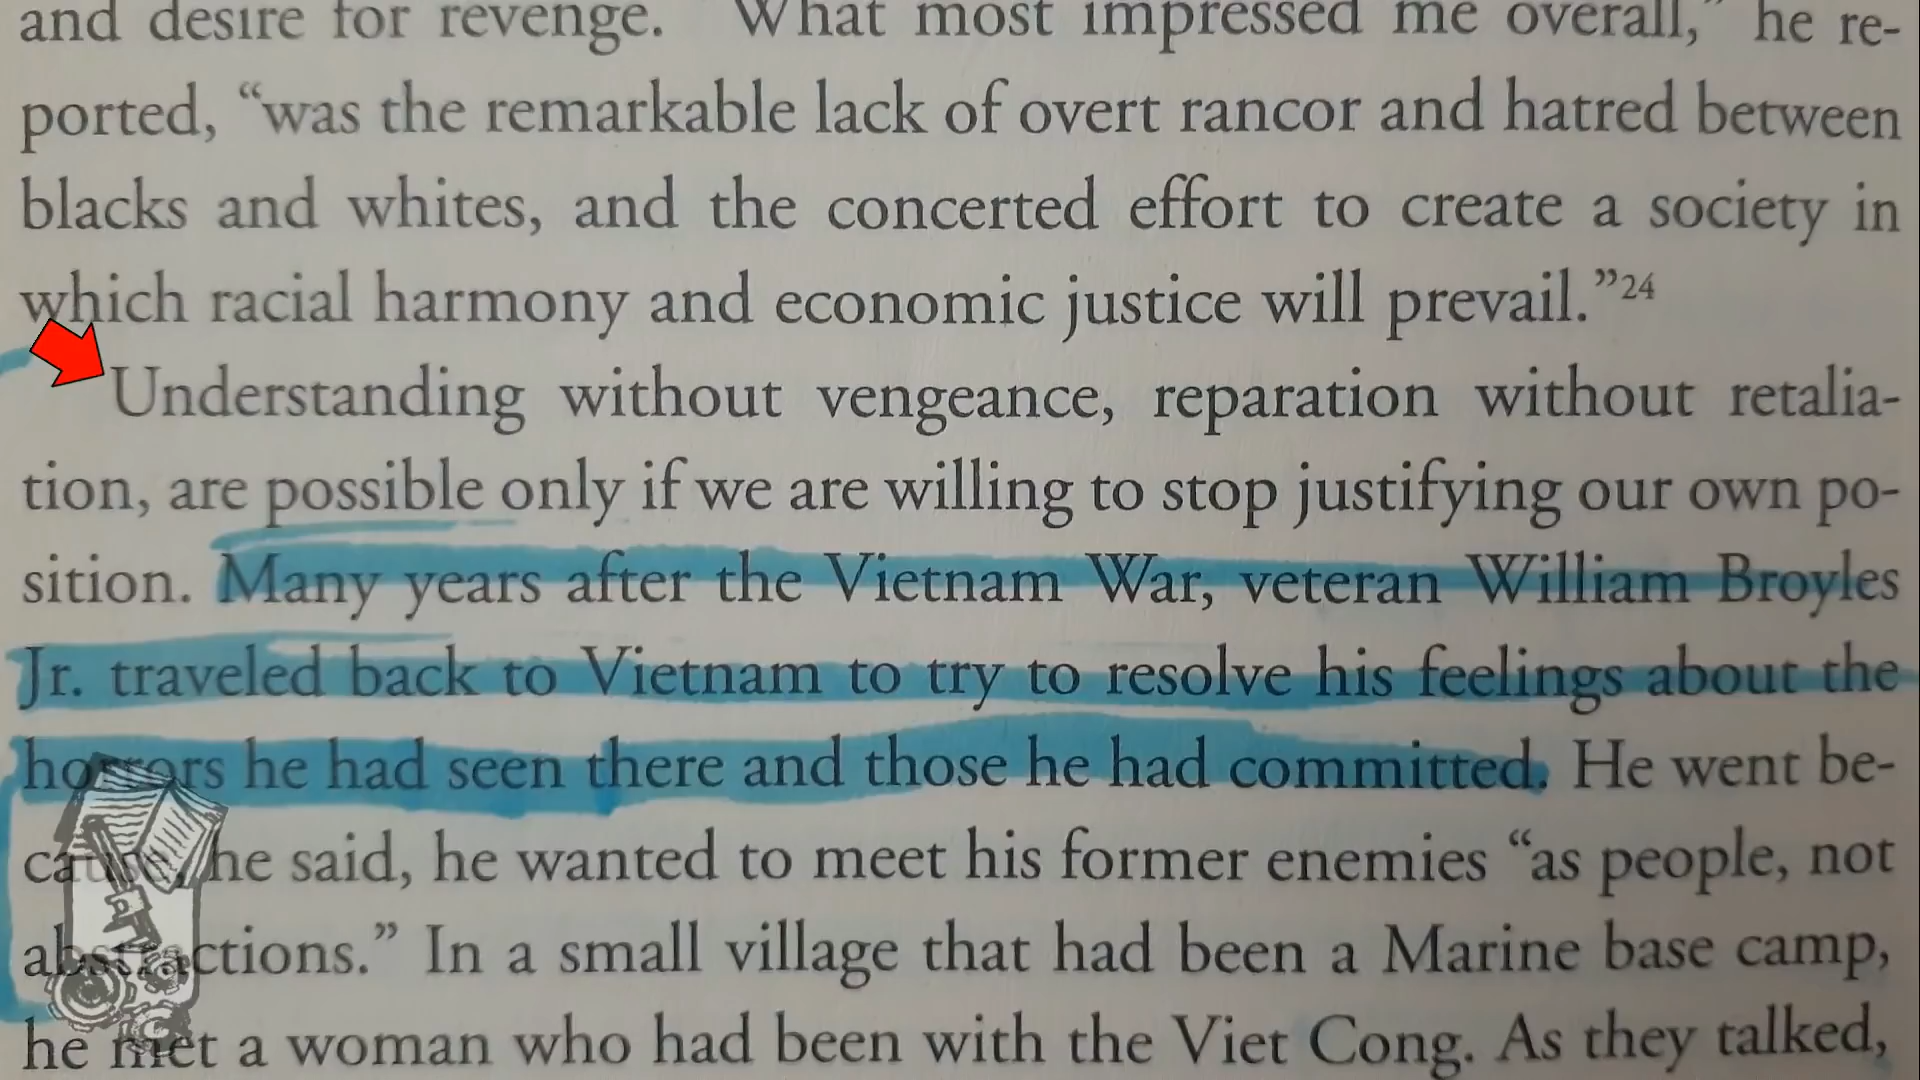 and desire for revenge. “What most impressed me overall,” he re-
ported, “was the remarkable lack of overt rancor and hatred between
blacks and whites, and the concerted effort to create a society in
which racial harmony and economic justice will prevail.”24
Understanding without vengeance, reparation without retalia-
tion, are possible only if we are willing to stop justifying our own po-
sition. Many years after the Vietnam War, veteran William Broyles
Jr. traveled back to Vietnam to try to resolve his feelings about the
horrors he had seen there and those he had committed. He went be-
cause, he said, he wanted to meet his former enemies “as people, not
abstractions.” In a small village that had been a Marine base camp,
he met a woman who had been with the Viet Cong. As they talked,